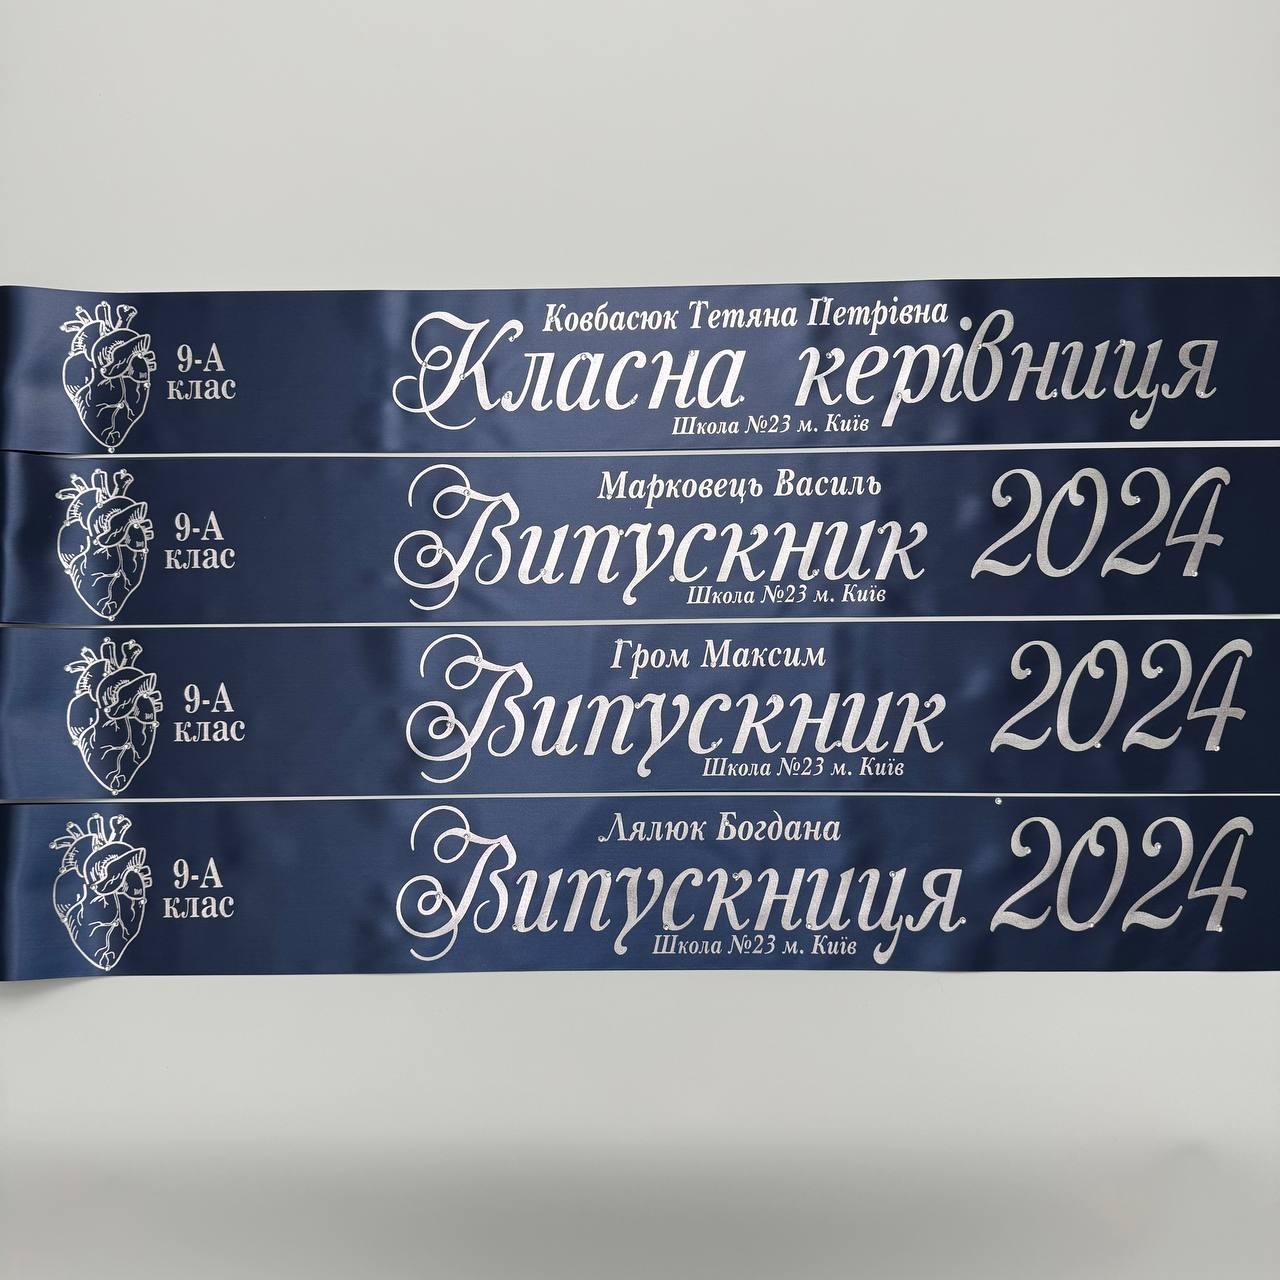 9-А
клас
Ковбасюк Тетяна Петрівна
Класна керівниця
Школа №23 м. Київ
9-А
клас
Марковець Василь
Випускник 2024
Школа №23 м. Київ
9-А
клас
Гром Максим
Випускник 2024
Школа №23 м. Київ
9-А
клас
Лялюк Богдана
Випускниця 2024
Школа №23 м. Київ